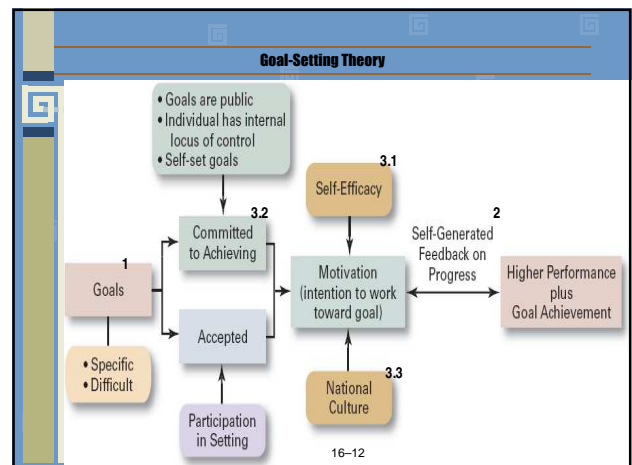 Goal-Setting Theory
• Goals are public
• Individual has internal
locus of control
• Self-set goals
3.1
Self-Efficacy
3.2
Committed
to Achieving
2
Self-Generated
Feedback on
Progress
1
Goals
Motivation
(intention to work
toward goal)
Higher Performance
plus
Goal Achievement
Accepted
• Specific
• Difficult
3.3
National
Culture
Participation
in Setting
16–12